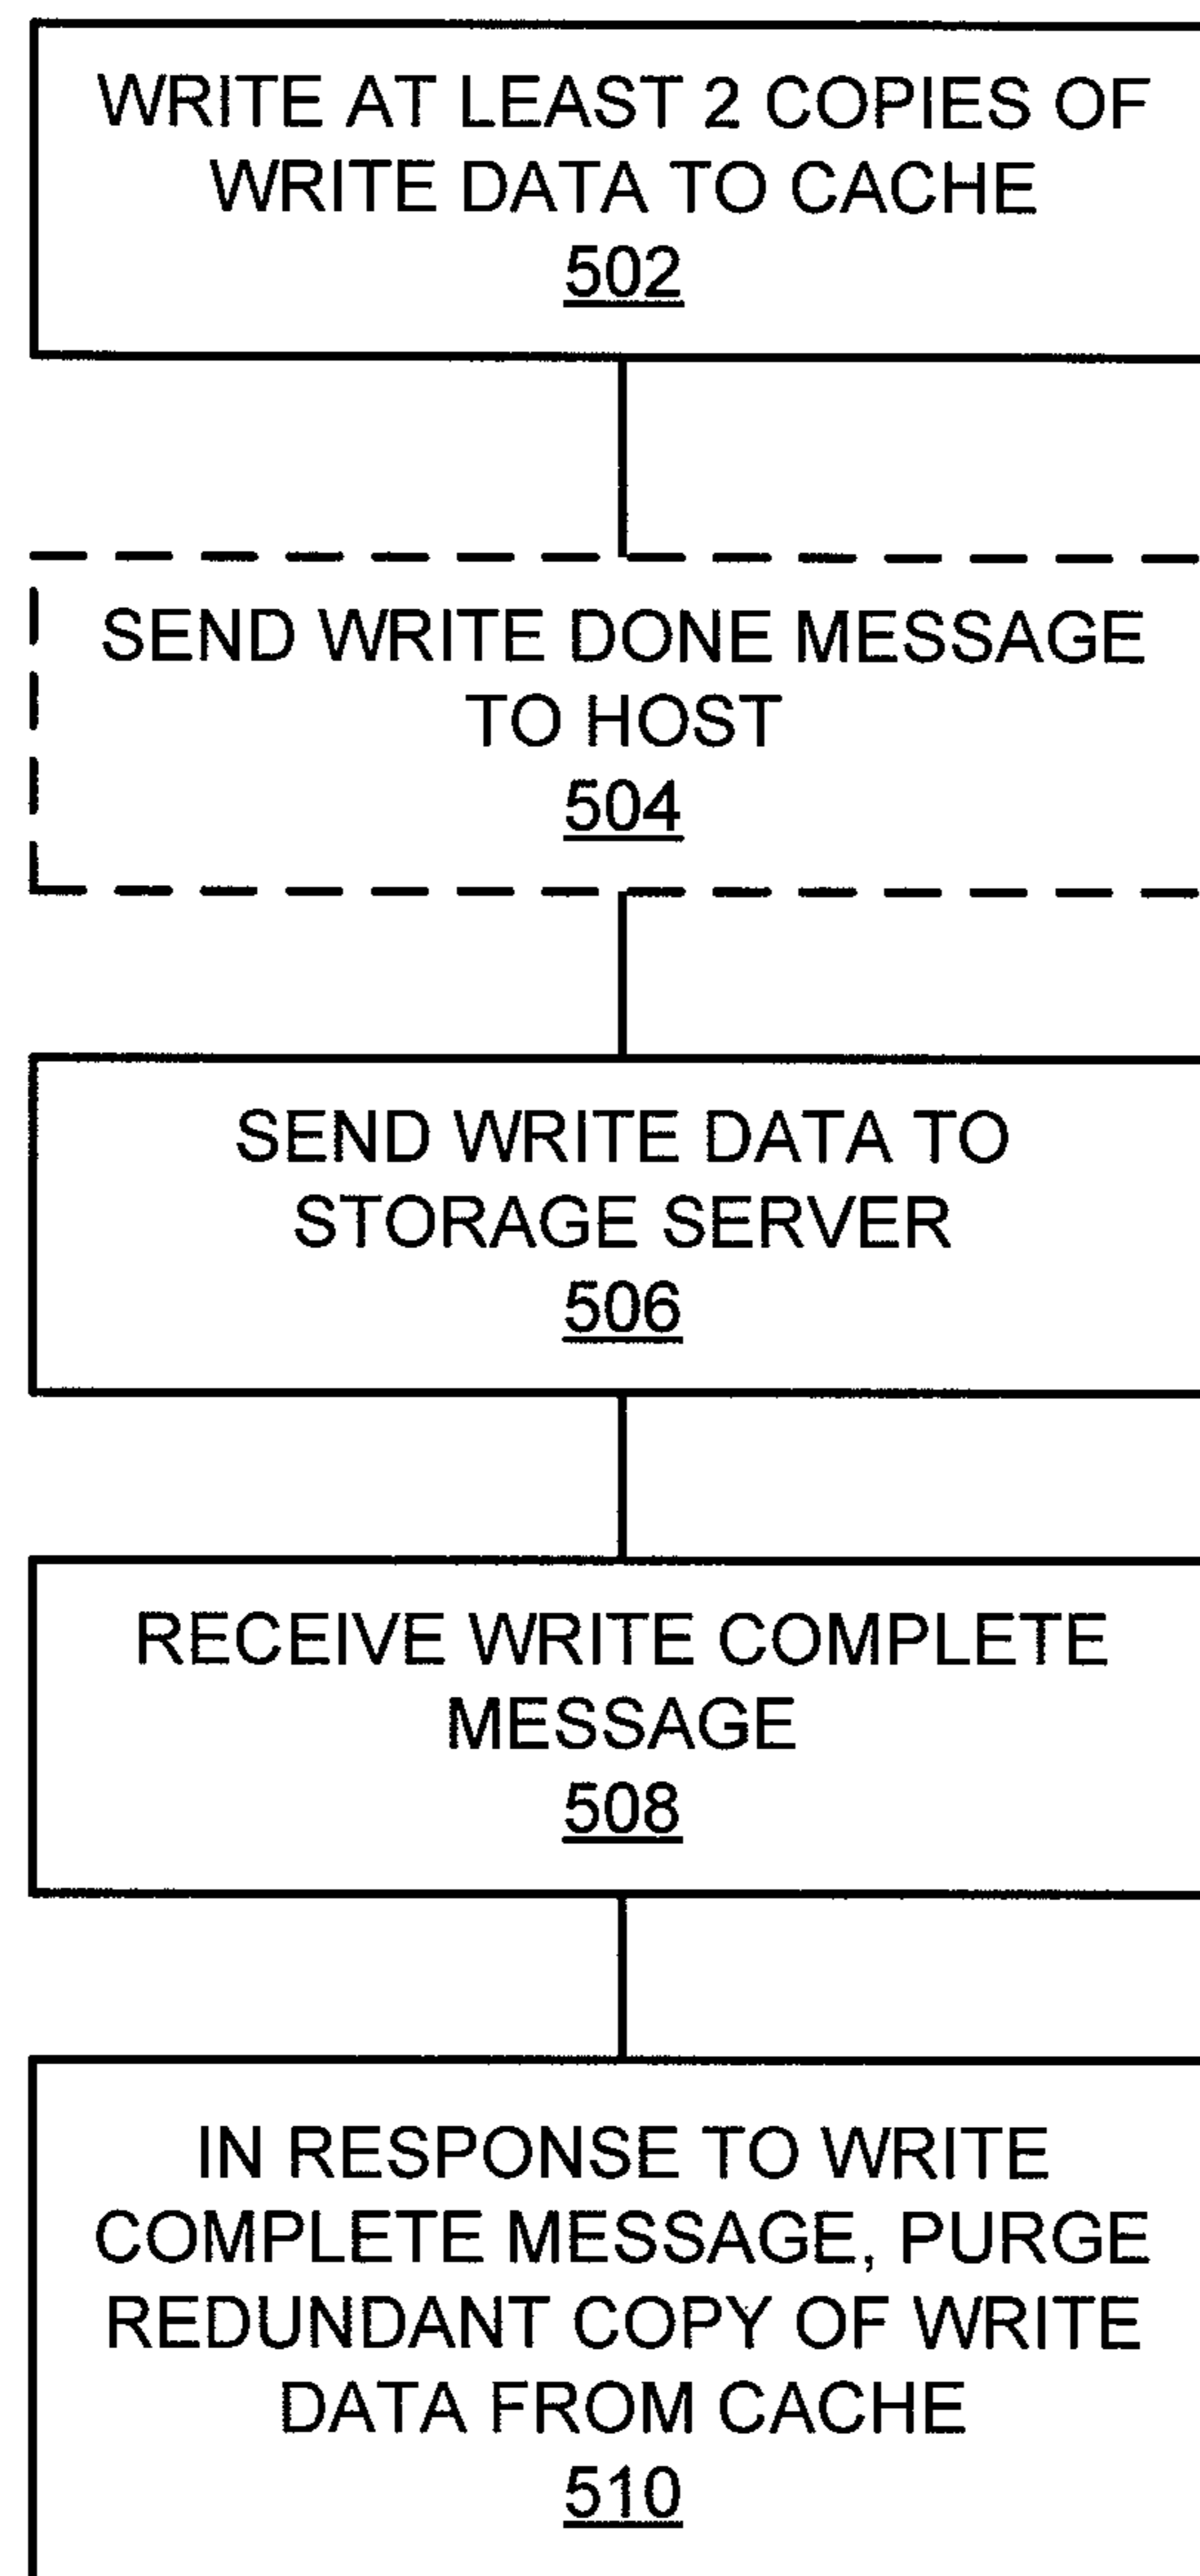 WRITE AT LEAST 2 COPIES OF
WRITE DATA TO CACHE
502
SEND WRITE DONE MESSAGE
TO HOST
504
SEND WRITE DATA TO
STORAGE SERVER
506
RECEIVE WRITE COMPLETE
MESSAGE
508
IN RESPONSE TO WRITE
COMPLETE MESSAGE, PURGE
REDUNDANT COPY OF WRITE
DATA FROM CACHE
510